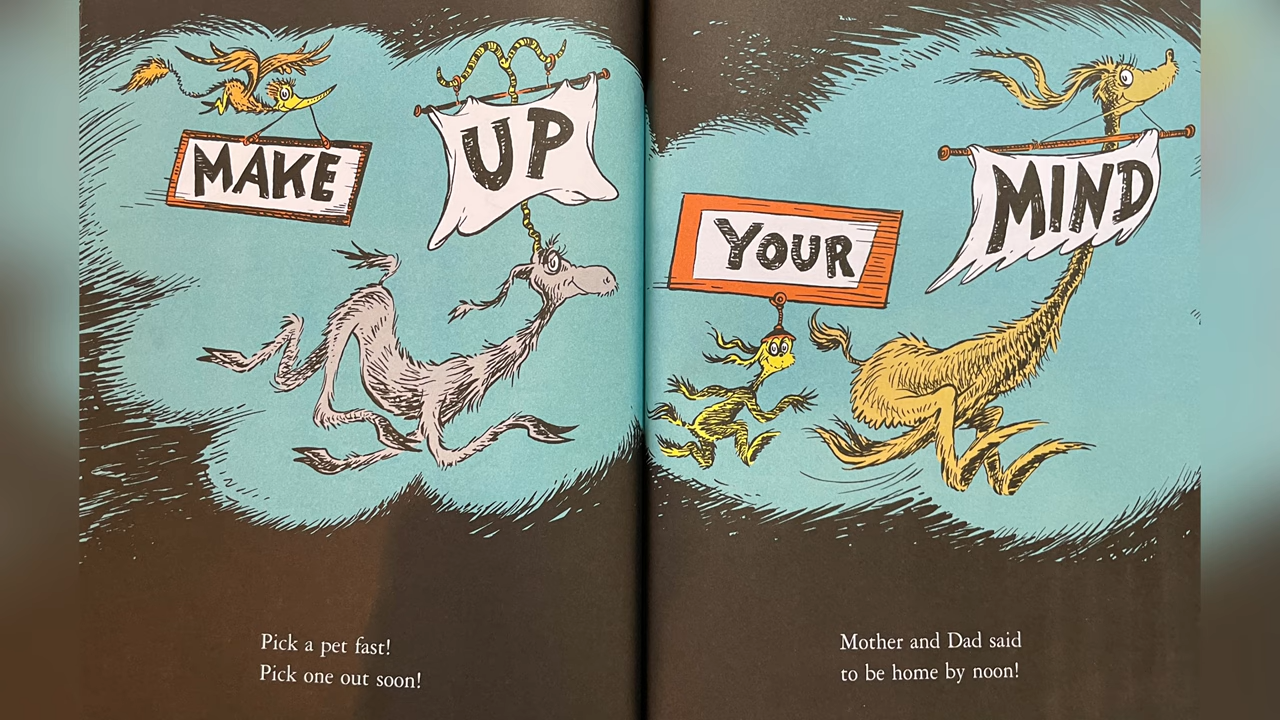 MAKE
UP
YOUR
MIND
Pick a pet fast!
Pick one out soon!
Mother and Dad said
to be home by noon!